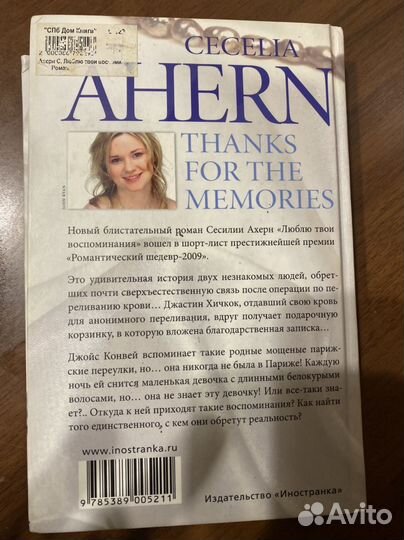 "СПб Дом Книги"
Ахерн С. Люблю твои
Роман
CECELIA
AHERN
THANKS
FOR THE
MEMORIES
Новый блистательный роман Сесилии Ахерн «Люблю твои
воспоминания» вошел в шорт-лист престижнейшей премии
«Романтический шедевр-2009».
Это удивительная история двух незнакомых людей, обрет-
ших почти сверхъестественную связь после операции по пе-
реливанию крови... Джастин Хичкок, отдавший свою кровь
для анонимного переливания, вдруг получает подарочную
корзинку, в которую вложена благодарственная записка...
Джойс Конвей вспоминает такие родные мощеные париж-
ские переулки, но... она никогда не была в Париже! Каждую
ночь ей снится маленькая девочка с длинными белокурыми
волосами, но... она не знает эту девочку! Или все-таки зна-
ет?.. Откуда к ней приходят такие воспоминания? Как найти
того единственного, с кем они обретут реальность?
www.inostranka.ru
9 785389 005211
Издательство «Иностранка»
Avito